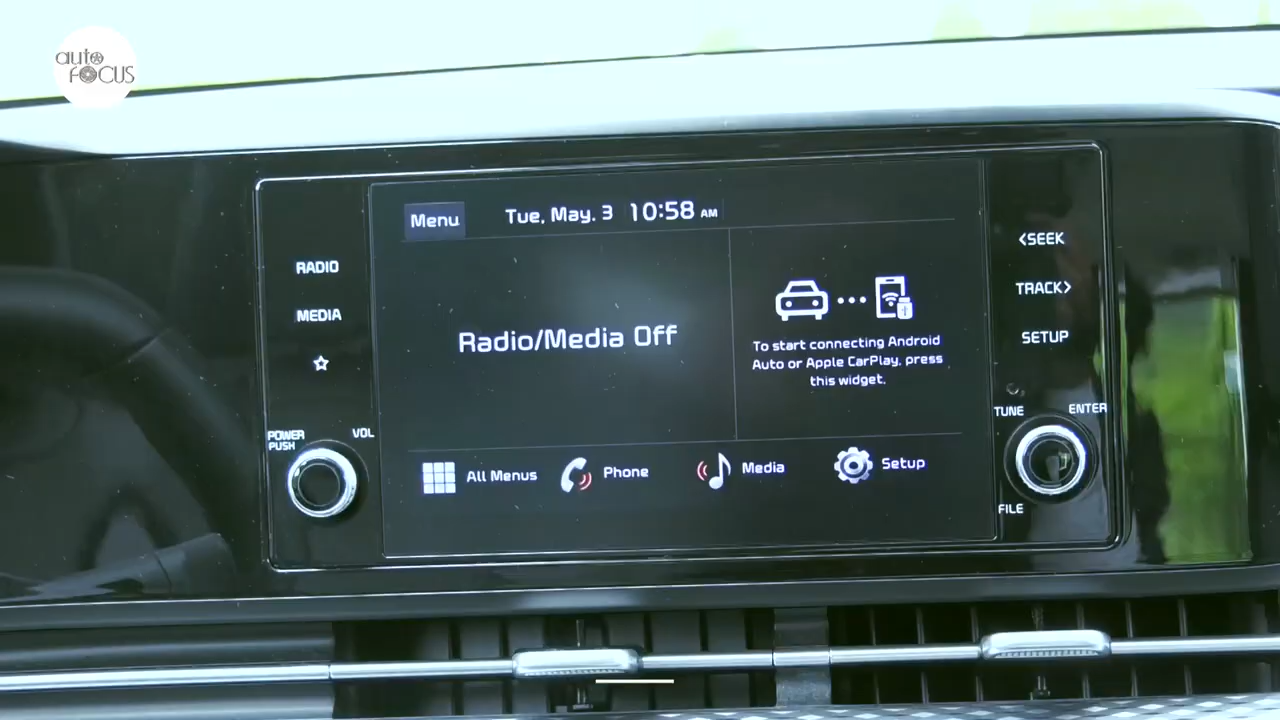 auto
FOCUS
Menu
Tue, May. 3 10:58 AM
RADIO
MEDIA
POWER
PUSH
VOL
Radio/Media Off
To start connecting Android
Auto or Apple CarPlay, press
this widget.
All Menus
Phone
Media
Setup
<SEEK
TRACK>
SETUP
TUNE
ENTER
FILE